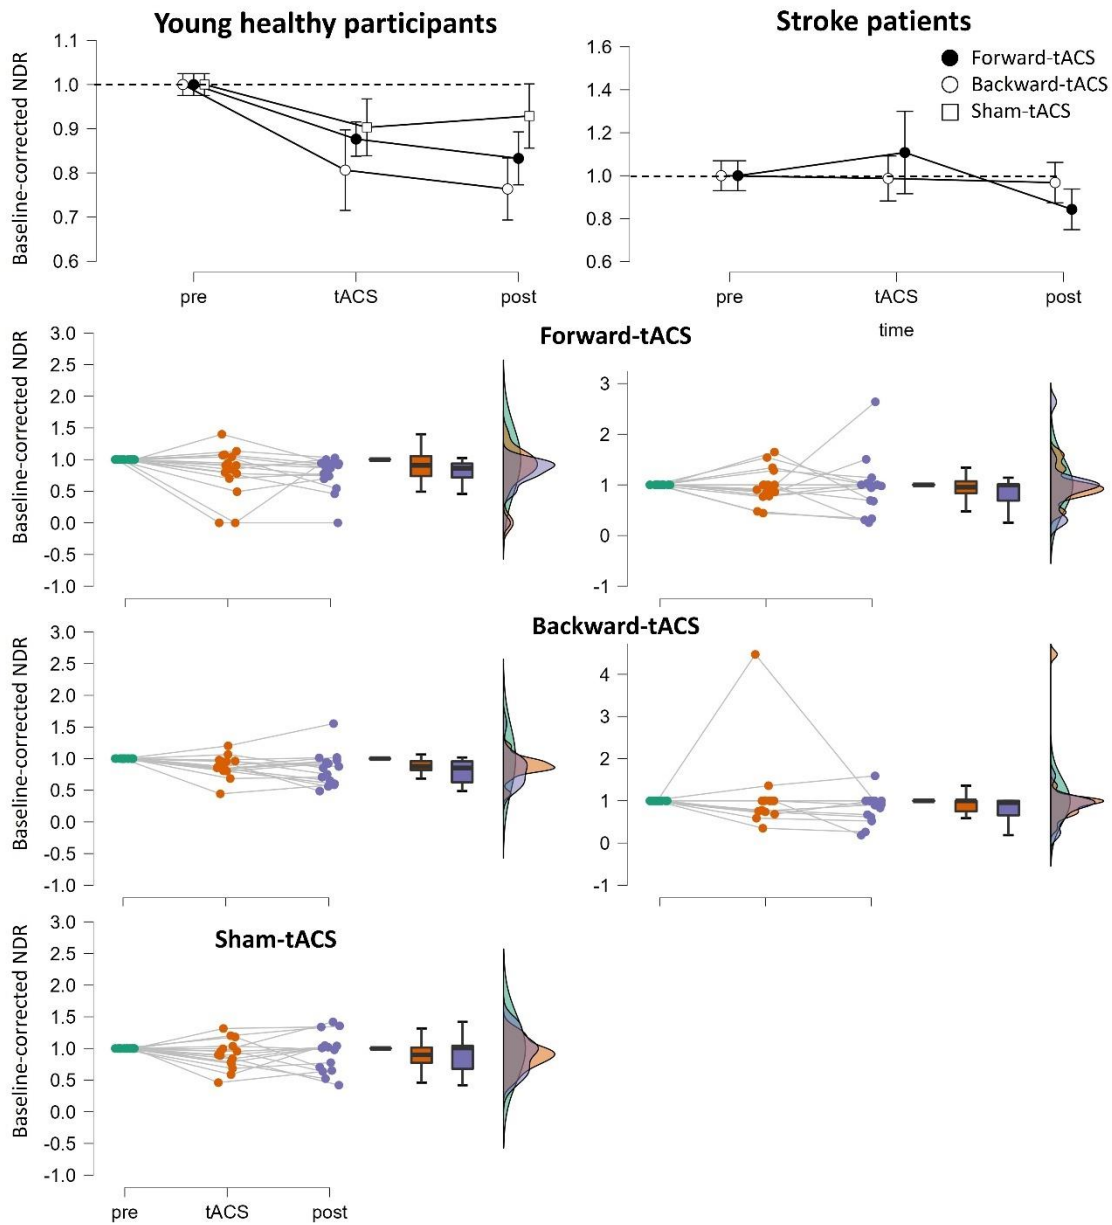 Young healthy participants
Baseline-corrected NDR
1.1
1.0
0.9
0.8
0.7
0.6
pre
tACS
post
Stroke patients
1.6
1.4
1.2
1.0
0.8
0.6
Forward-tACS
Backward-tACS
Sham-tACS
pre
tACS
post
time
Forward-tACS
Baseline-corrected NDR
3.0
2.5
2.0
1.5
1.0
0.5
0.0
-0.5
-1.0
3
2
1
0
-1
Backward-tACS
Baseline-corrected NDR
3.0
2.5
2.0
1.5
1.0
0.5
0.0
-0.5
-1.0
4
3
2
1
0
-1
Sham-tACS
Baseline-corrected NDR
3.0
2.5
2.0
1.5
1.0
0.5
0.0
-0.5
-1.0
pre
tACS
post